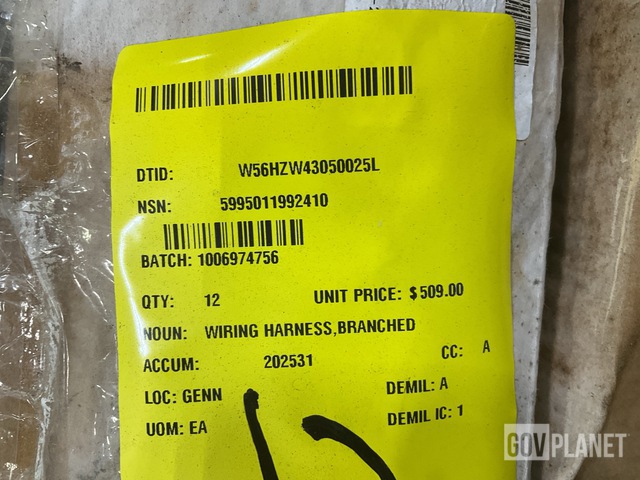 DTID: W56HZW43050025L
NSN: 5995011992410
BATCH: 1006974756
QTY: 12 UNIT PRICE: $509.00
NOUN: WIRING HARNESS,BRANCHED
ACCUM: 202531 CC: A
LOC: GENN DEMIL: A
UOM: EA DEMIL IC: 1
GOVPLANET